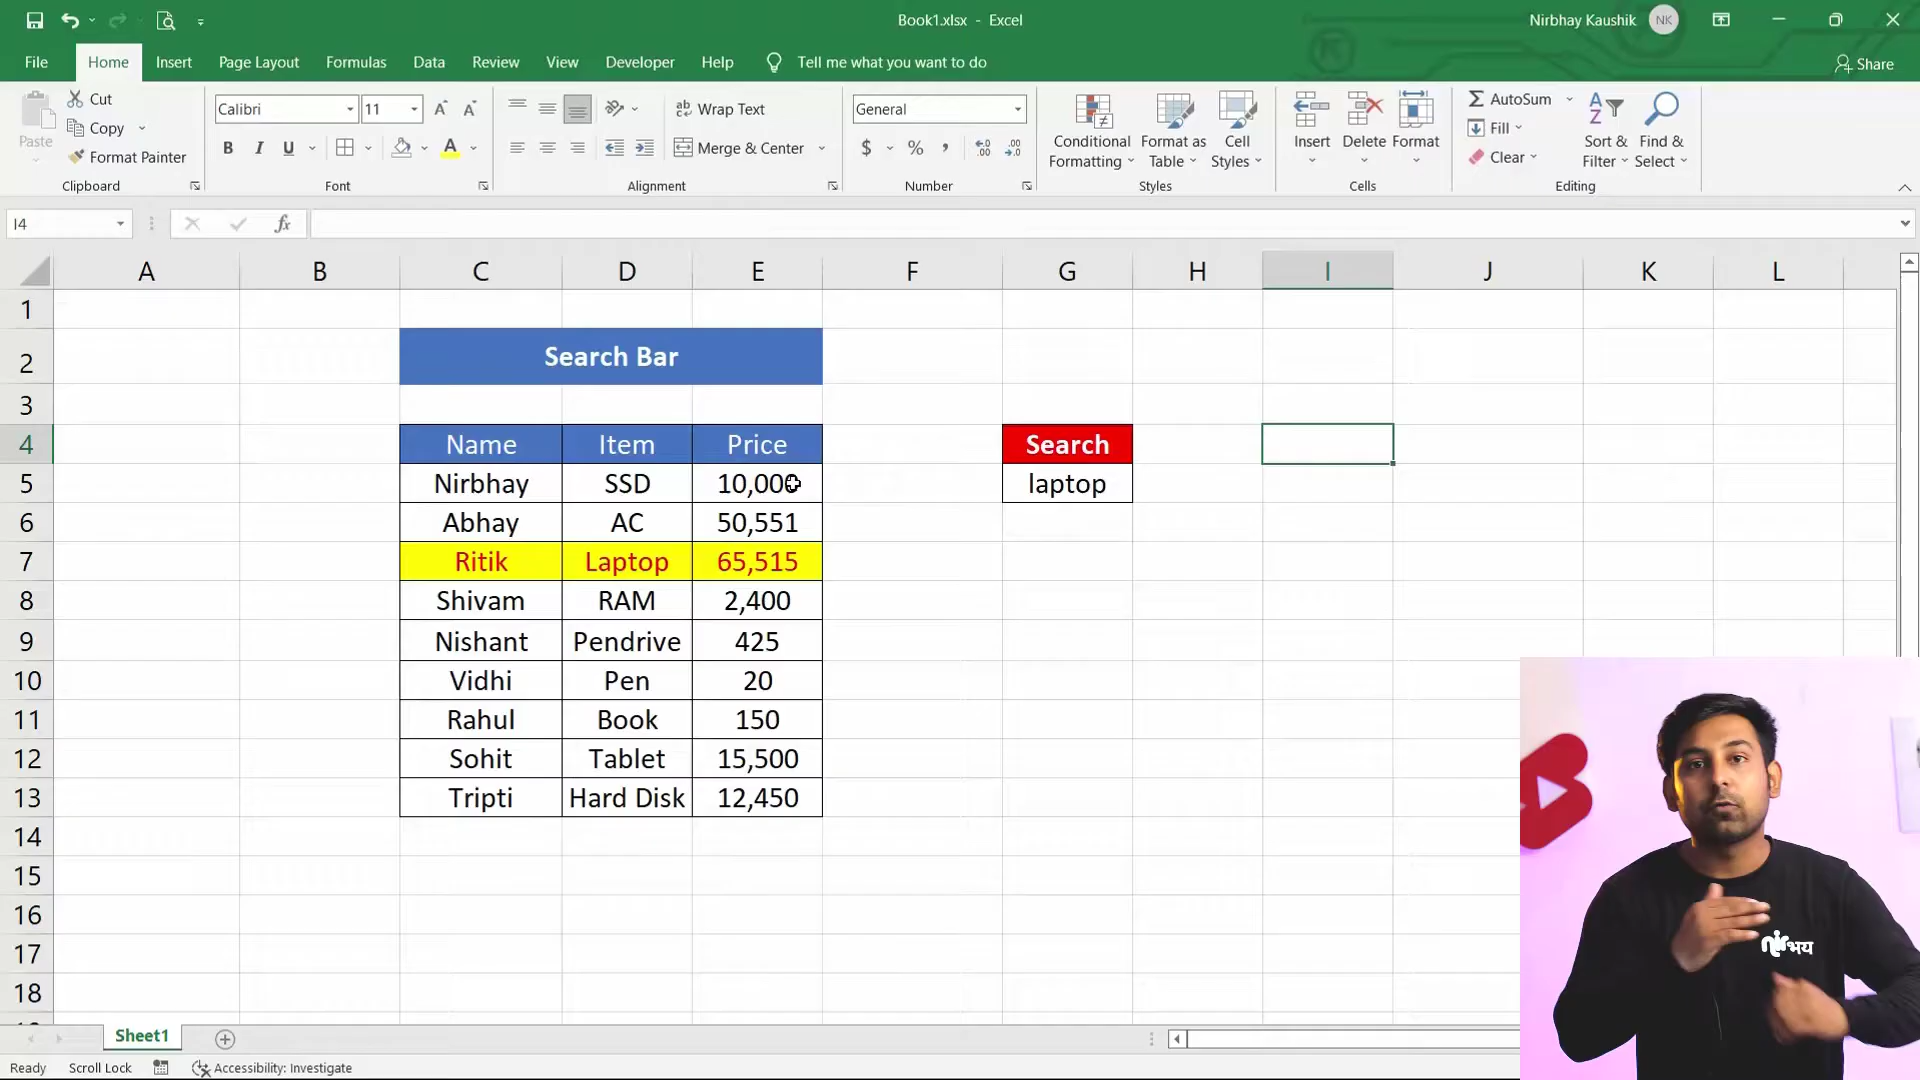 Book1.xlsx - Excel
Nirbhay Kaushik NK
File Home Insert Page Layout Formulas Data Review View Developer Help Tell me what you want to do Share
Cut
Copy
Format Painter
Paste
Clipboard
Calibri 11
B I U
Font
Wrap Text
Merge & Center
Alignment
General
$ % ,
Number
Conditional Formatting
Format as Table
Cell Styles
Styles
Insert Delete Format
Cells
AutoSum
Fill
Clear
Sort & Filter
Find & Select
Editing
I4 fx
A B C D E F G H I J K L
1
2 Search Bar
3
4 Name Item Price Search
5 Nirbhay SSD 10,000 laptop
6 Abhay AC 50,551
7 Ritik Laptop 65,515
8 Shivam RAM 2,400
9 Nishant Pendrive 425
10 Vidhi Pen 20
11 Rahul Book 150
12 Sohit Tablet 15,500
13 Tripti Hard Disk 12,450
14
15
16
17
18
nirभय
Sheet1
Ready Scroll Lock Accessibility: Investigate